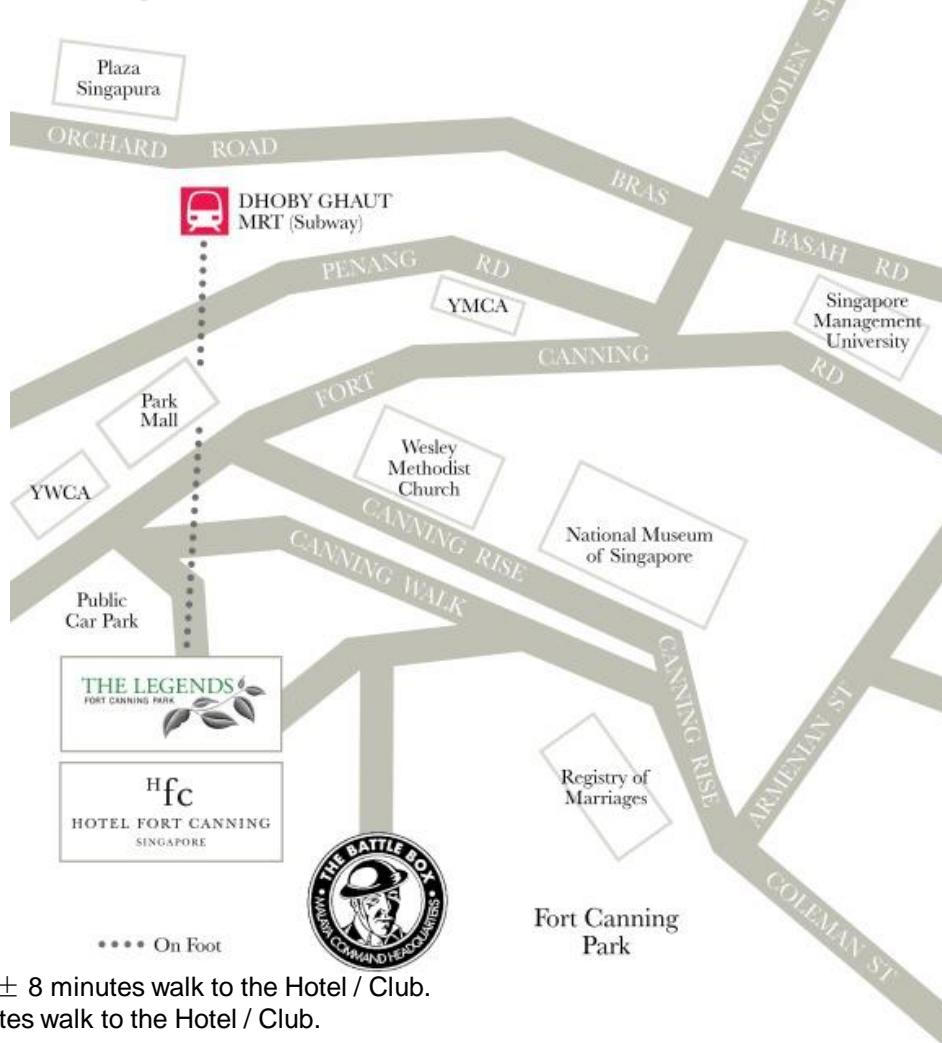 Plaza
Singapura
ORCHARD ROAD
BRAS BASAH RD
BENCOOLEN ST
DHOBY GHAUT
MRT (Subway)
PENANG RD
YMCA
Singapore
Management
University
FORT CANNING RD
Park
Mall
Wesley
Methodist
Church
YWCA
CANNING RISE
National Museum
of Singapore
CANNING WALK
Public
Car Park
THE LEGENDS
FORT CANNING PARK
CANNING RISE
ARMENIAN ST
Registry of
Marriages
Hfc
HOTEL FORT CANNING
SINGAPORE
THE BATTLE BOX
MALAYA COMMAND HEADQUARTERS
COLEMAN ST
Fort Canning
Park
•••• On Foot
± 8 minutes walk to the Hotel / Club.
walk to the Hotel / Club.